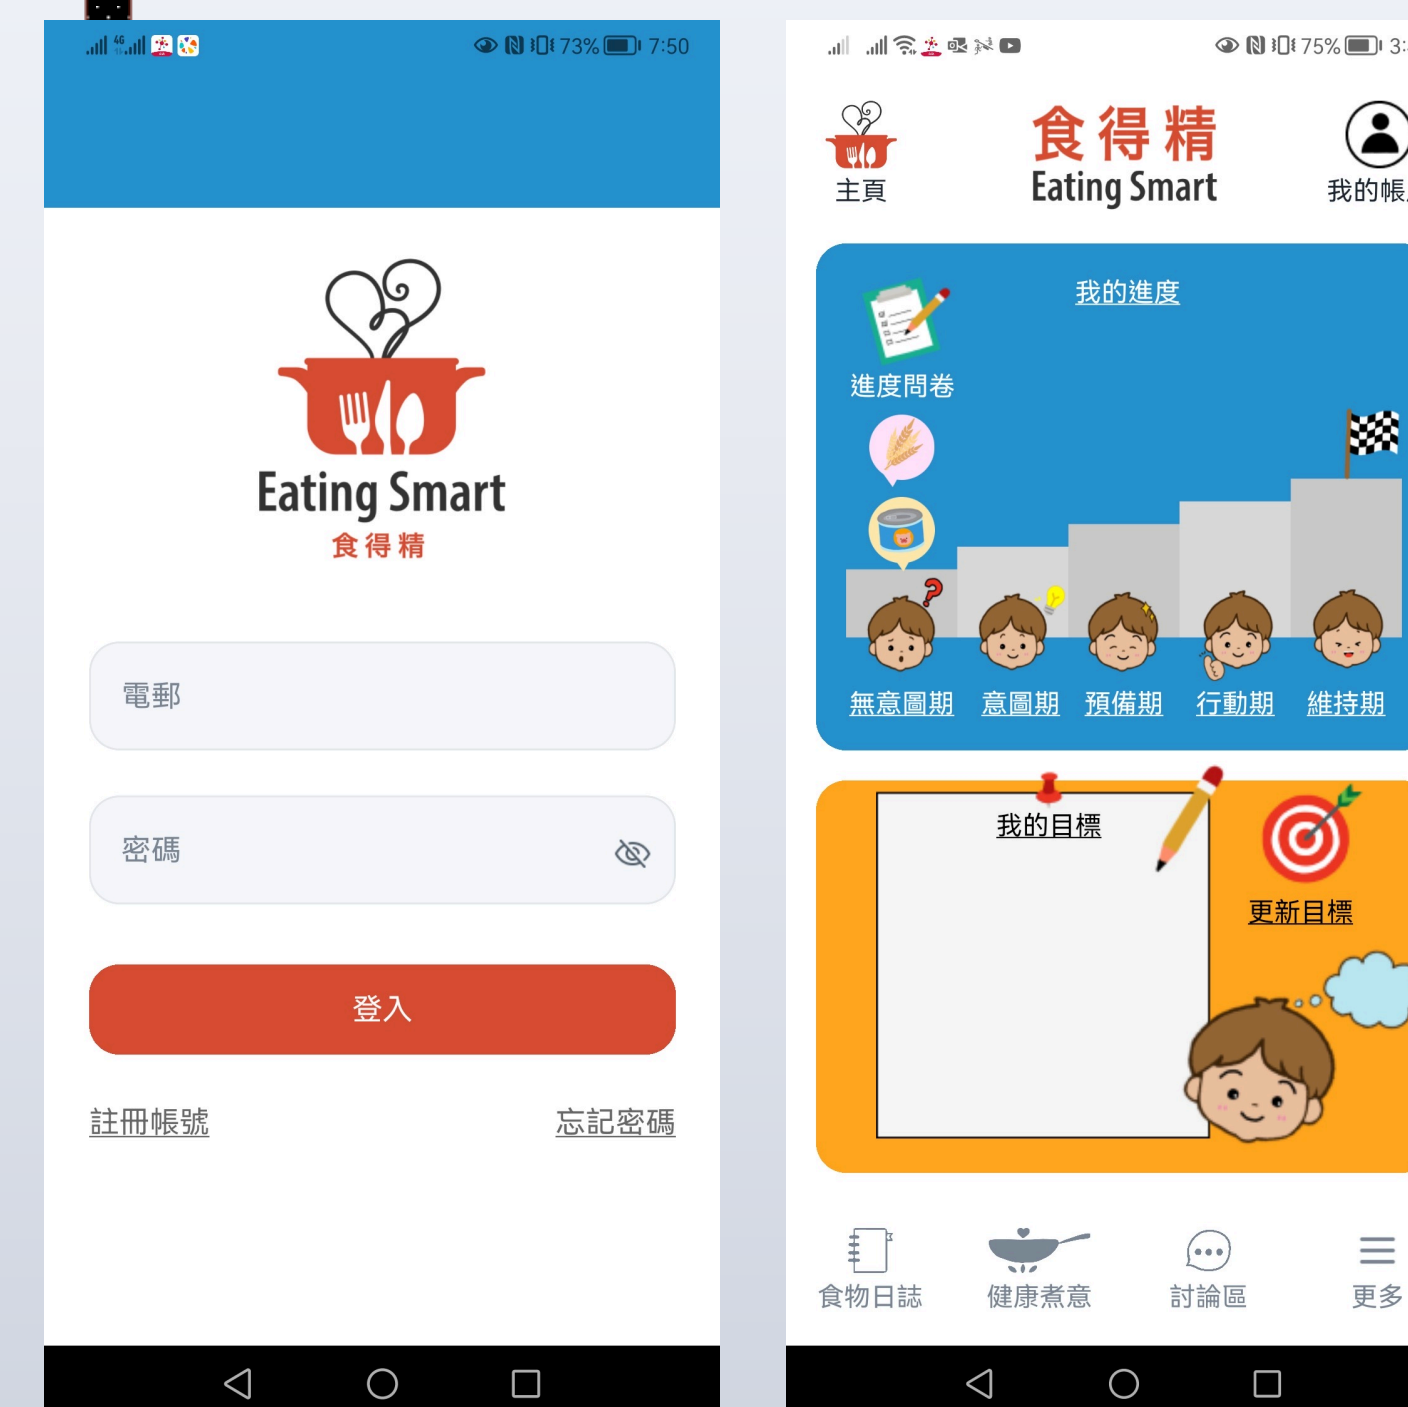 4G
73%
7:50
Eating Smart
食得精
電郵
密碼
登入
註冊帳號
忘記密碼
75%
3:
主頁
食得精
Eating Smart
我的帳
我的進度
進度問卷
無意圖期 意圖期 預備期 行動期 維持期
我的目標
更新目標
食物日誌 健康煮意 討論區 更多